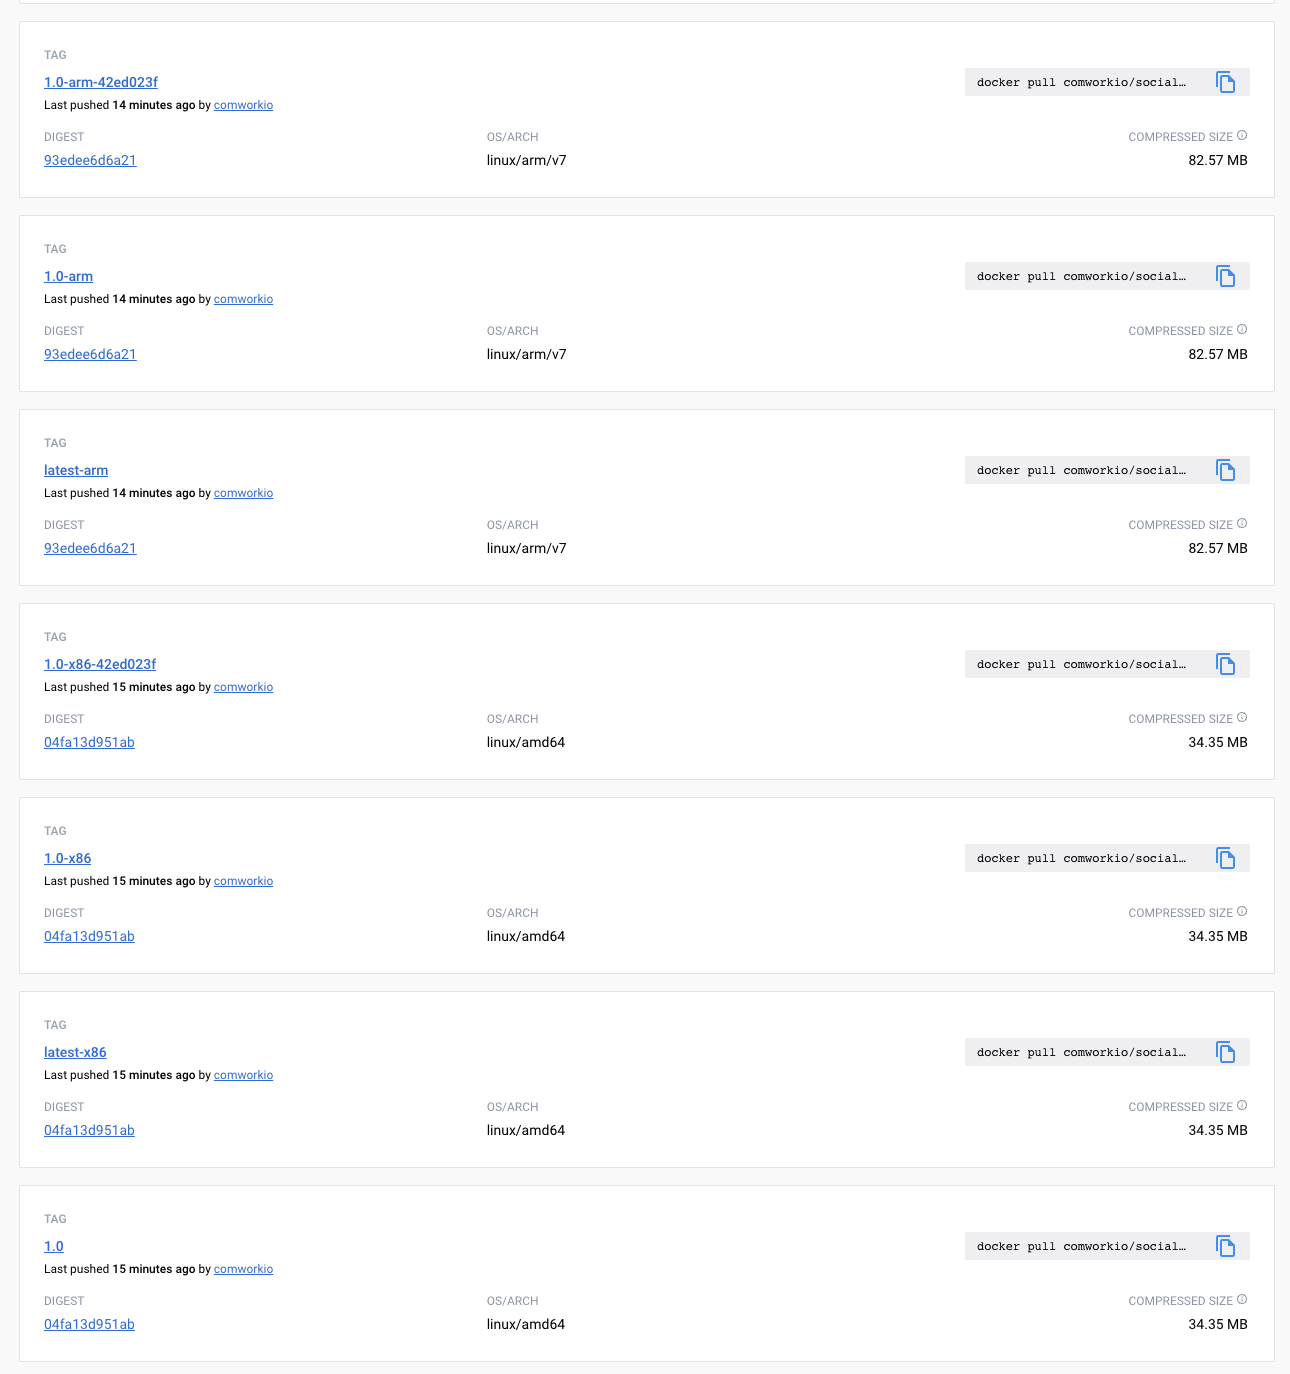 TAG
1.0-arm-42ed023f
docker pull comworkio/social…
Last pushed 14 minutes ago by comworkio
DIGEST OS/ARCH COMPRESSED SIZE
93edee6d6a21 linux/arm/v7 82.57 MB
TAG
1.0-arm
docker pull comworkio/social…
Last pushed 14 minutes ago by comworkio
DIGEST OS/ARCH COMPRESSED SIZE
93edee6d6a21 linux/arm/v7 82.57 MB
TAG
latest-arm
docker pull comworkio/social…
Last pushed 14 minutes ago by comworkio
DIGEST OS/ARCH COMPRESSED SIZE
93edee6d6a21 linux/arm/v7 82.57 MB
TAG
1.0-x86-42ed023f
docker pull comworkio/social…
Last pushed 15 minutes ago by comworkio
DIGEST OS/ARCH COMPRESSED SIZE
04fa13d951ab linux/amd64 34.35 MB
TAG
1.0-x86
docker pull comworkio/social…
Last pushed 15 minutes ago by comworkio
DIGEST OS/ARCH COMPRESSED SIZE
04fa13d951ab linux/amd64 34.35 MB
TAG
latest-x86
docker pull comworkio/social…
Last pushed 15 minutes ago by comworkio
DIGEST OS/ARCH COMPRESSED SIZE
04fa13d951ab linux/amd64 34.35 MB
TAG
1.0
docker pull comworkio/social…
Last pushed 15 minutes ago by comworkio
DIGEST OS/ARCH COMPRESSED SIZE
04fa13d951ab linux/amd64 34.35 MB